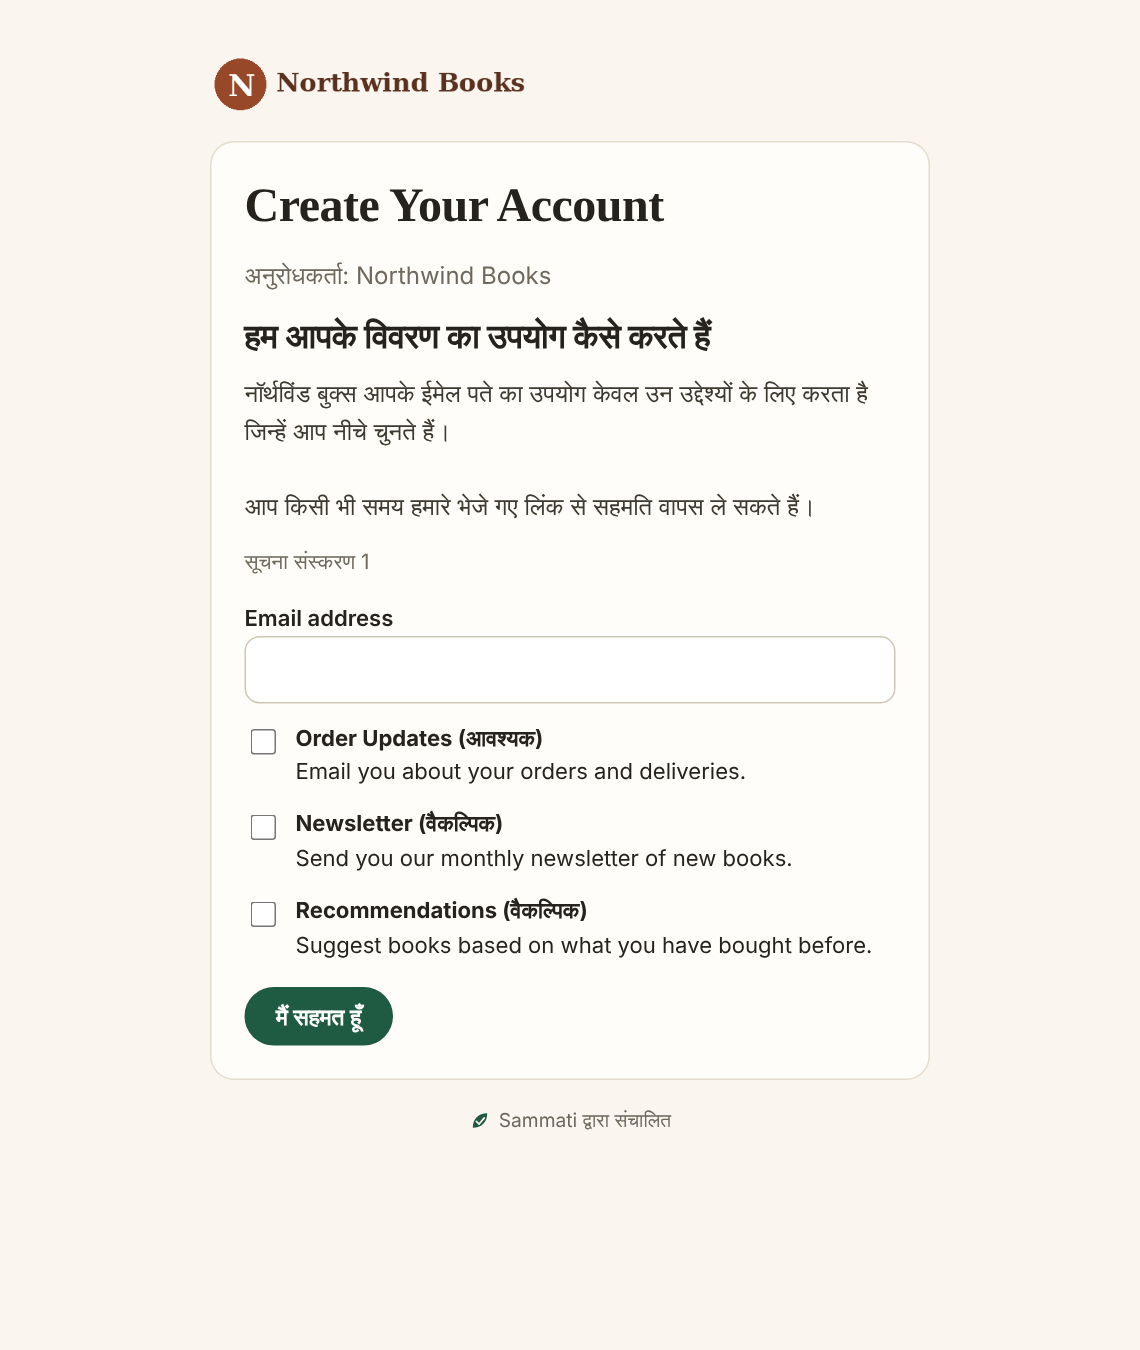 N Northwind Books
Create Your Account
अनुरोधकर्ता: Northwind Books
हम आपके विवरण का उपयोग कैसे करते हैं
नॉर्थविंड बुक्स आपके ईमेल पते का उपयोग केवल उन उद्देश्यों के लिए करता है
जिन्हें आप नीचे चुनते हैं।
आप किसी भी समय हमारे भेजे गए लिंक से सहमति वापस ले सकते हैं।
सूचना संस्करण 1
Email address
Order Updates (आवश्यक)
Email you about your orders and deliveries.
Newsletter (वैकल्पिक)
Send you our monthly newsletter of new books.
Recommendations (वैकल्पिक)
Suggest books based on what you have bought before.
मैं सहमत हूँ
Sammati द्वारा संचालित